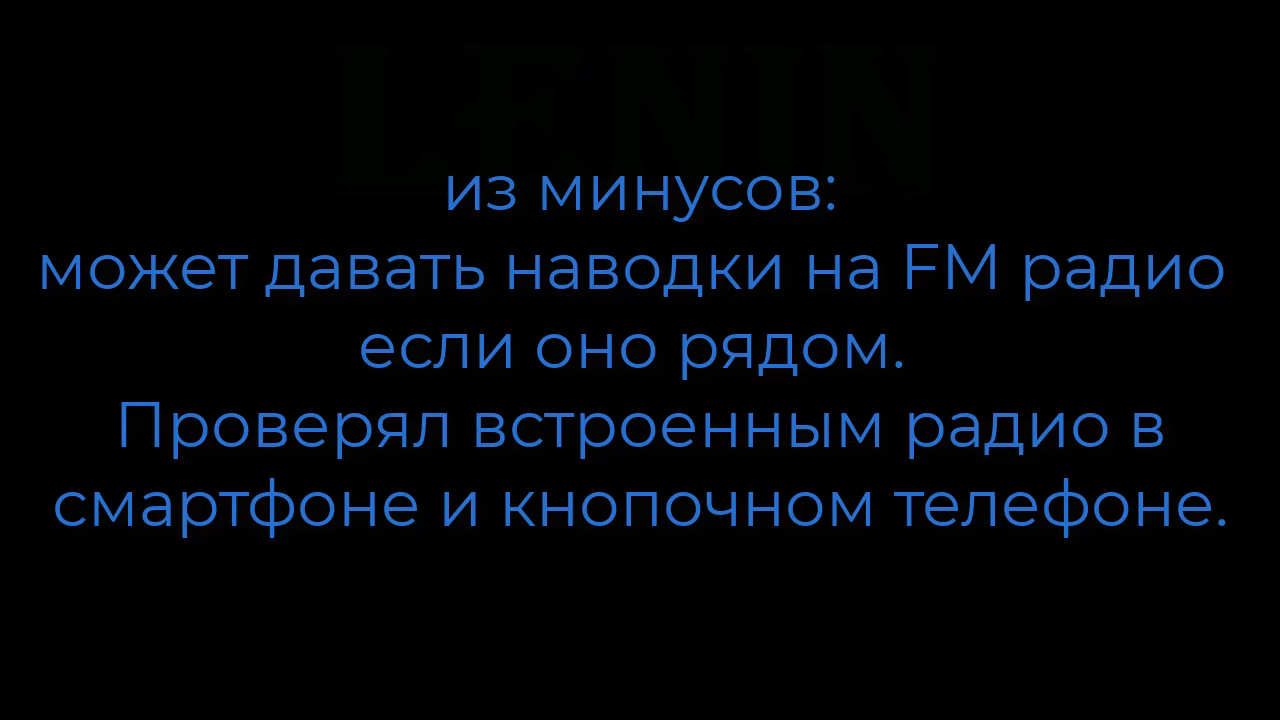 LENIN
из минусов:
может давать наводки на FM радио
если оно рядом.
Проверял встроенным радио в
смартфоне и кнопочном телефоне.